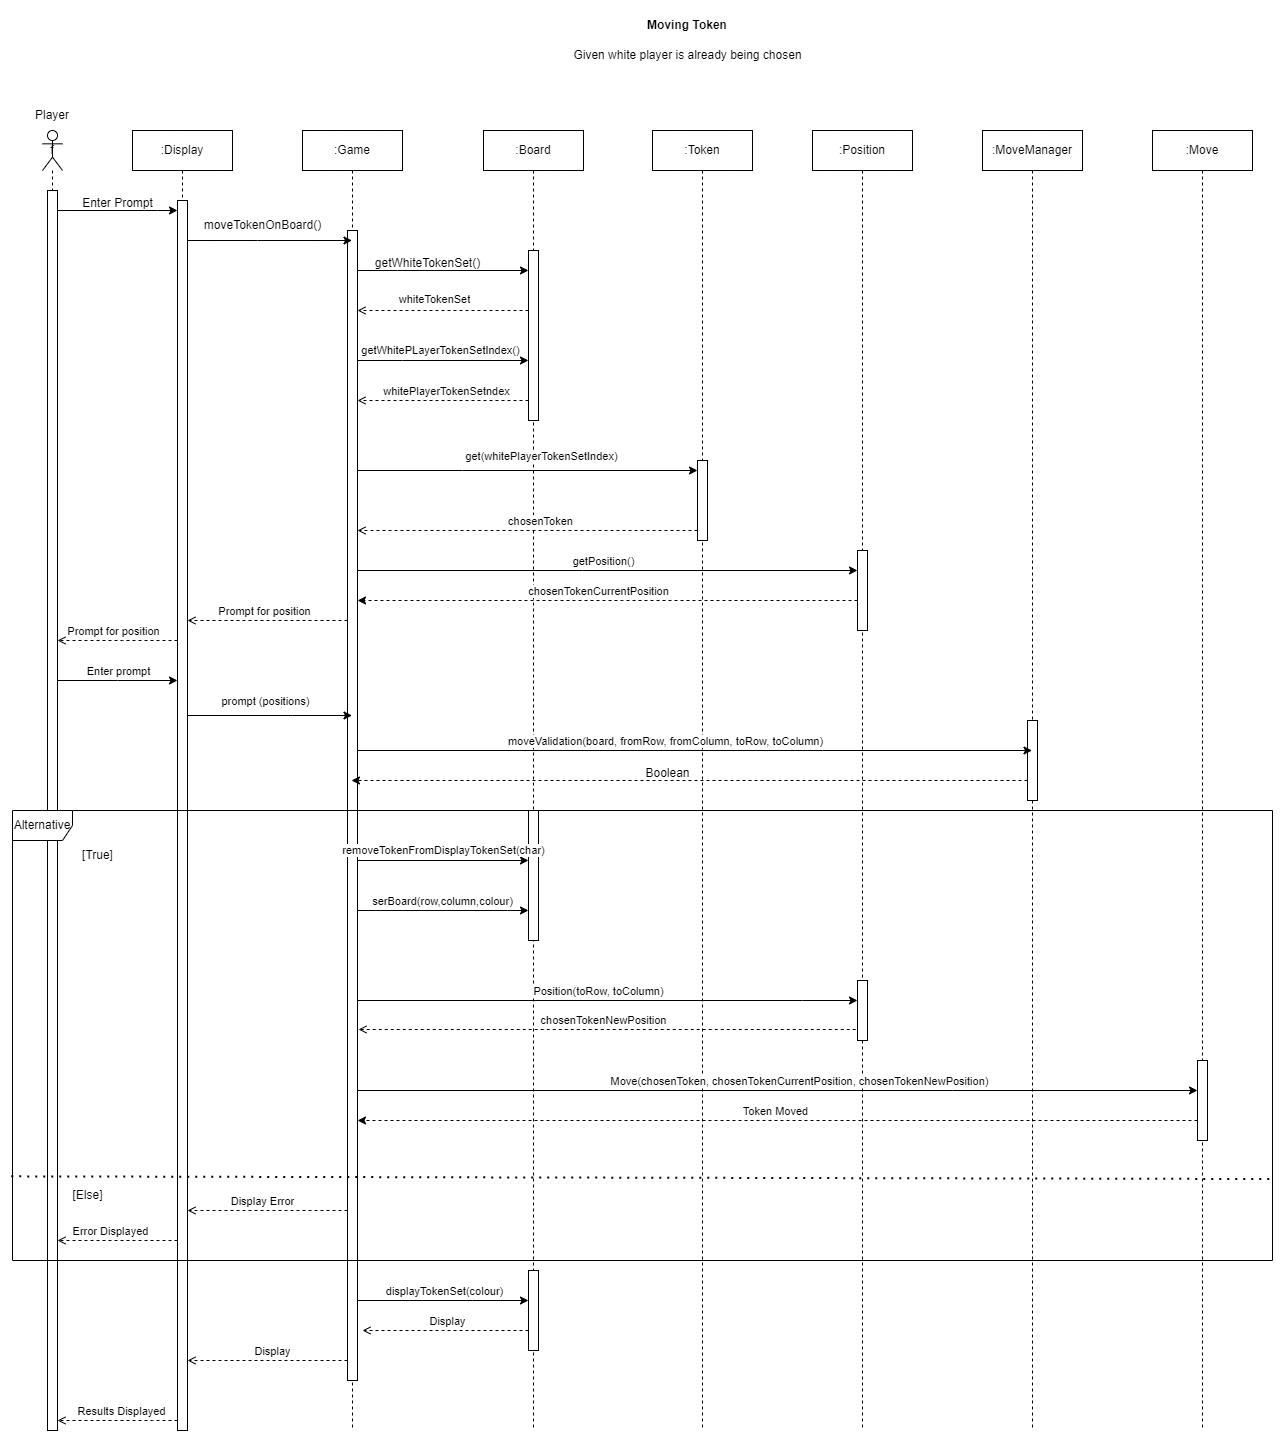 Moving Token
Given white player is already being chosen
Player
:Display
:Game
:Board
:Token
:Position
:MoveManager
:Move
Enter Prompt
moveTokenOnBoard()
getWhiteTokenSet()
whiteTokenSet
getWhitePLayerTokenSetIndex()
whitePlayerTokenSetndex
get(whitePlayerTokenSetIndex)
chosenToken
getPosition()
chosenTokenCurrentPosition
Prompt for position
Prompt for position
Enter prompt
prompt (positions)
moveValidation(board, fromRow, fromColumn, toRow, toColumn)
Boolean
Alternative
[True]
removeTokenFromDisplayTokenSet(char)
serBoard(row,column,colour)
Position(toRow, toColumn)
chosenTokenNewPosition
Move(chosenToken, chosenTokenCurrentPosition, chosenTokenNewPosition)
Token Moved
[Else]
Display Error
Error Displayed
displayTokenSet(colour)
Display
Display
Results Displayed